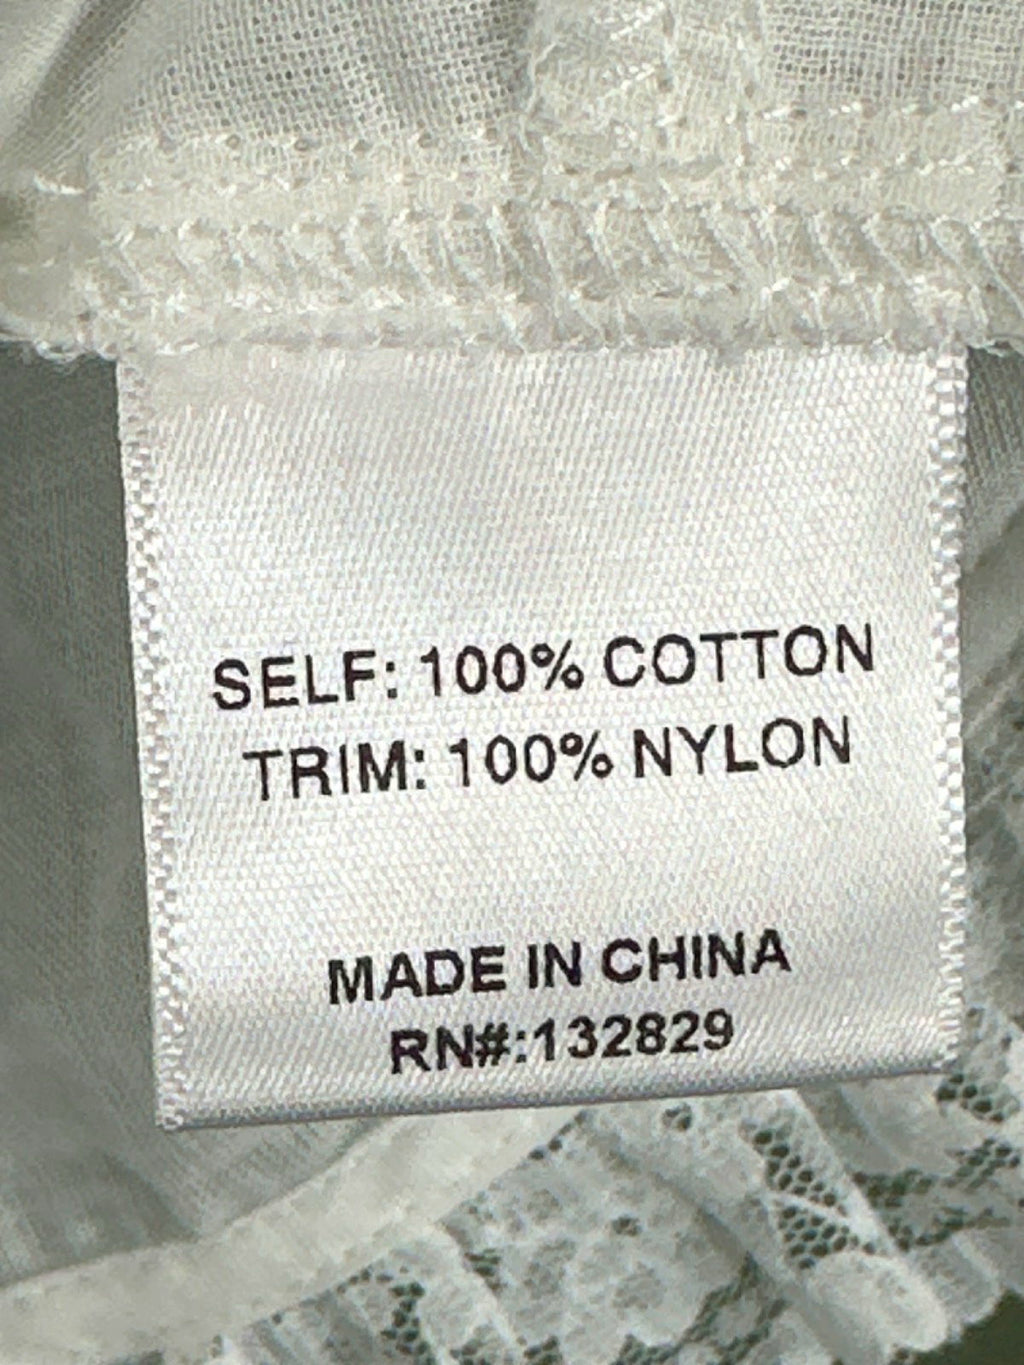 SELF: 100% COTTON
TRIM: 100% NYLON
MADE IN CHINA
RN#:132829